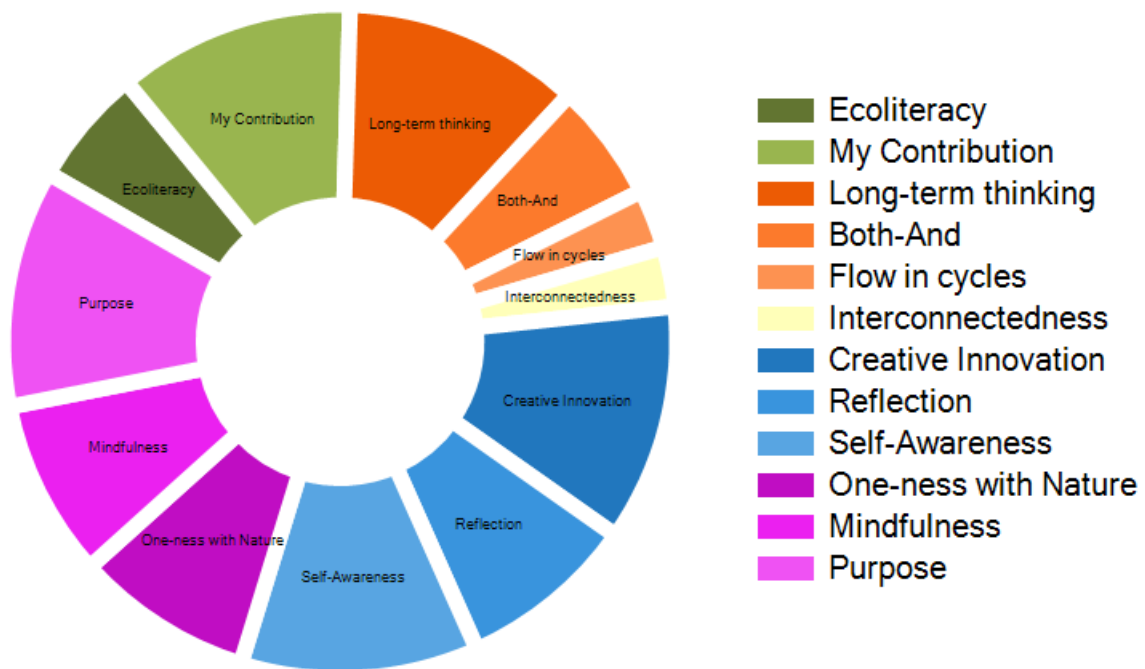 My Contribution
Long-term thinking
Ecoliteracy
Both-And
Flow in cycles
Interconnectedness
Purpose
Creative Innovation
Mindfulness
Reflection
One-ness with Nature
Self-Awareness
Ecoliteracy
My Contribution
Long-term thinking
Both-And
Flow in cycles
Interconnectedness
Creative Innovation
Reflection
Self-Awareness
One-ness with Nature
Mindfulness
Purpose